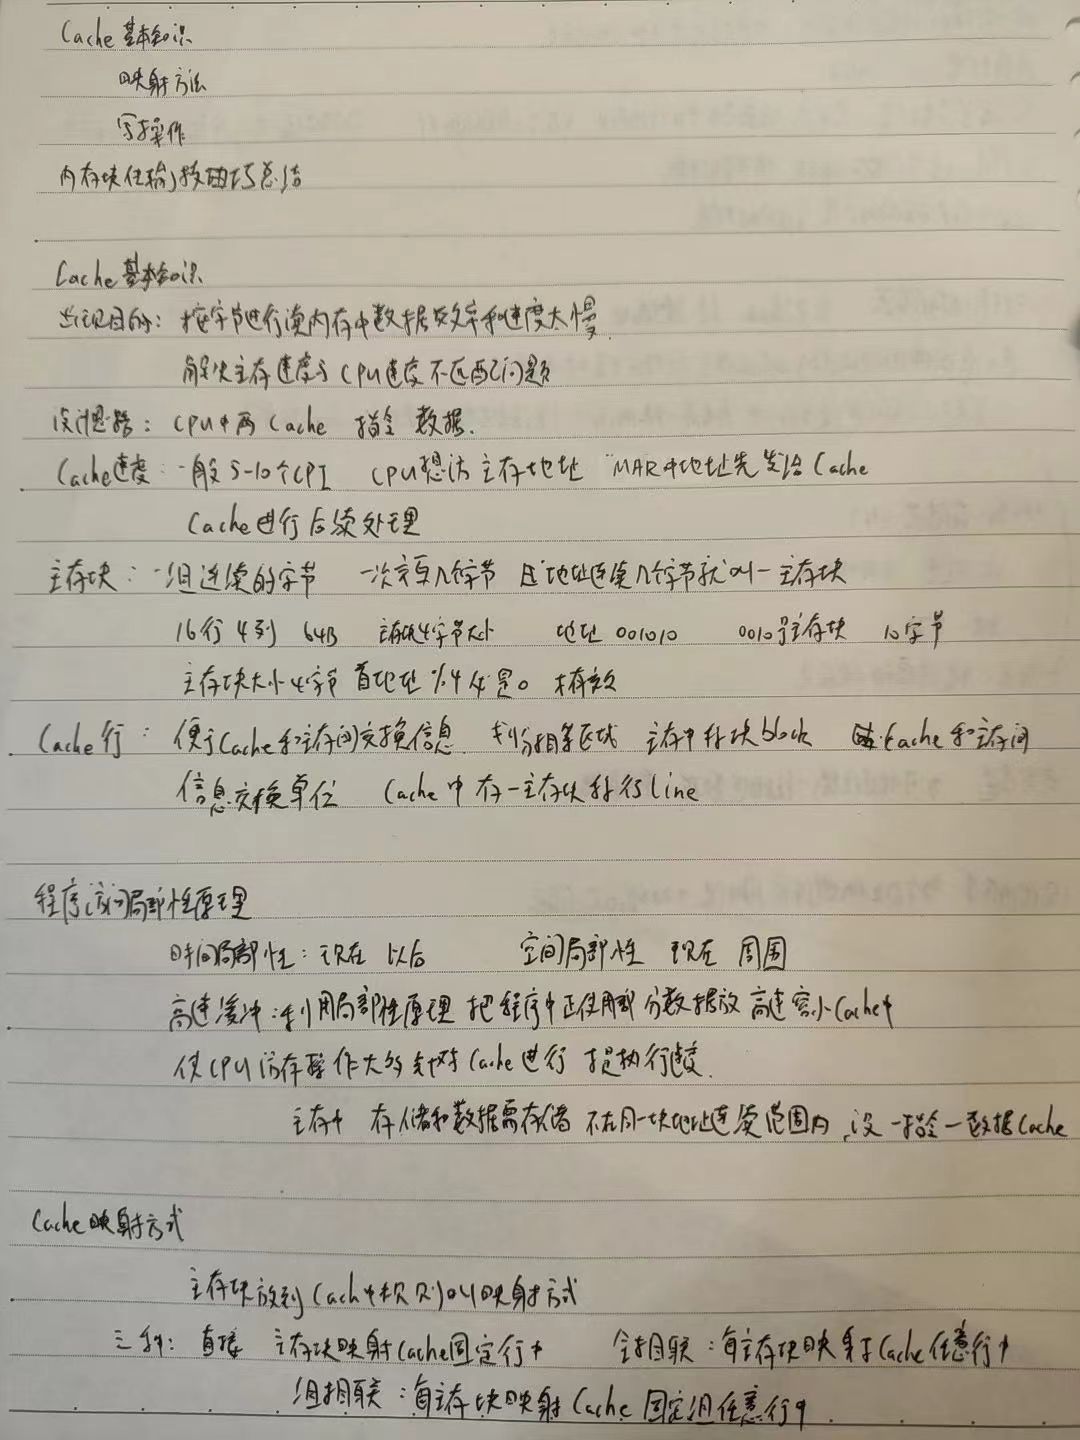 Cache基本知识
映射方法
写操作
内存块传输
Cache基本知识
出现目的：按字节进行读内存中数据效率和速度太慢
解决主存速度与CPU速度不匹配问题
设计思路：CPU中两Cache 指令 数据.
Cache速度：一般5-10个CPI CPU想访主存地址 MAR中地址先发给Cache
Cache进行后续处理
主存块：一组连续的字节 一次读几个字节 且地址连续几个字节就叫一主存块
16行4列 64B 主存块4字节大小 地址 001010 0010号主存块 10字节
主存块大小4字节 首地址%4是0 才有效
Cache行：便于Cache和主存间交换信息. 划分相等区域 主存中称块block 是Cache和主存间
信息交换单位 Cache中存一主存块称行line
程序访问局部性原理
时间局部性：现在 以后 空间局部性 现在 周围
高速缓冲：利用局部性原理 把程序中正使用部分数据放高速容小Cache中
使CPU访存操作大多针对Cache进行 提执行速度.
主存中 存储和数据需存储 不在同一块地址连续范围内,设一指令一数据Cache
Cache映射方式
主存块放到Cach中规则叫映射方式
三种：直接 主存块映射Cache固定行中 全相联：每主存块映射于Cache任意行中
组相联：每主存块映射Cache固定组任意行中